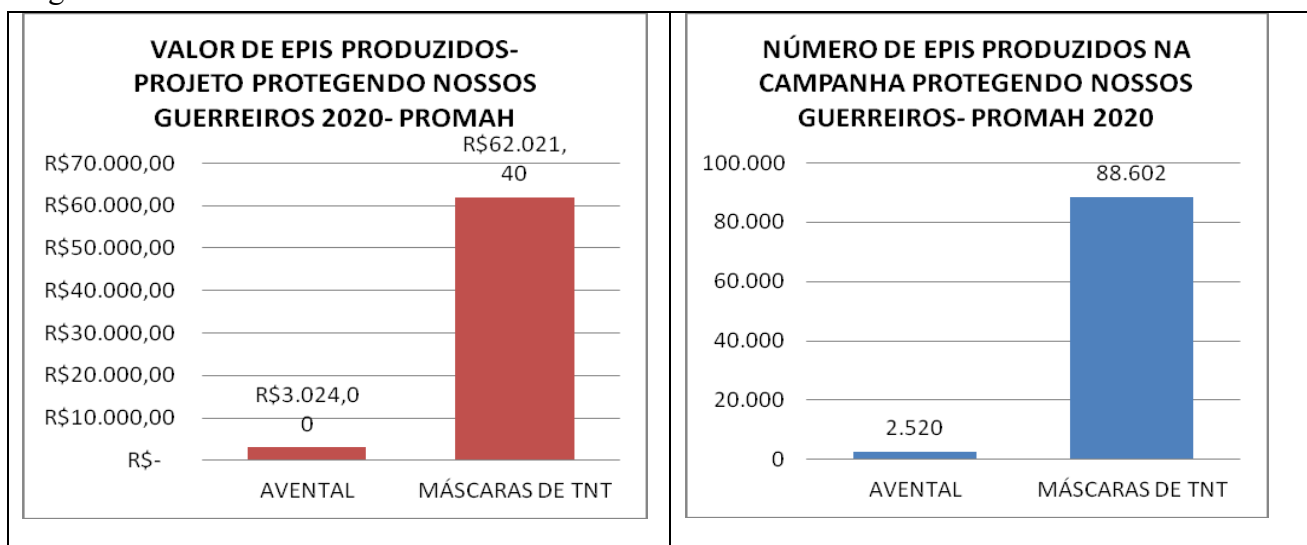 VALOR DE EPIS PRODUZIDOS-
PROJETO PROTEGENDO NOSSOS
GUERREIROS 2020- PROMAH
R$70.000,00
R$60.000,00
R$50.000,00
R$40.000,00
R$30.000,00
R$20.000,00
R$10.000,00
R$-
R$3.024,0
0
R$62.021,
40
AVENTAL
MÁSCARAS DE TNT
NÚMERO DE EPIS PRODUZIDOS NA
CAMPANHA PROTEGENDO NOSSOS
GUERREIROS- PROMAH 2020
100.000
80.000
60.000
40.000
20.000
0
2.520
88.602
AVENTAL
MÁSCARAS DE TNT